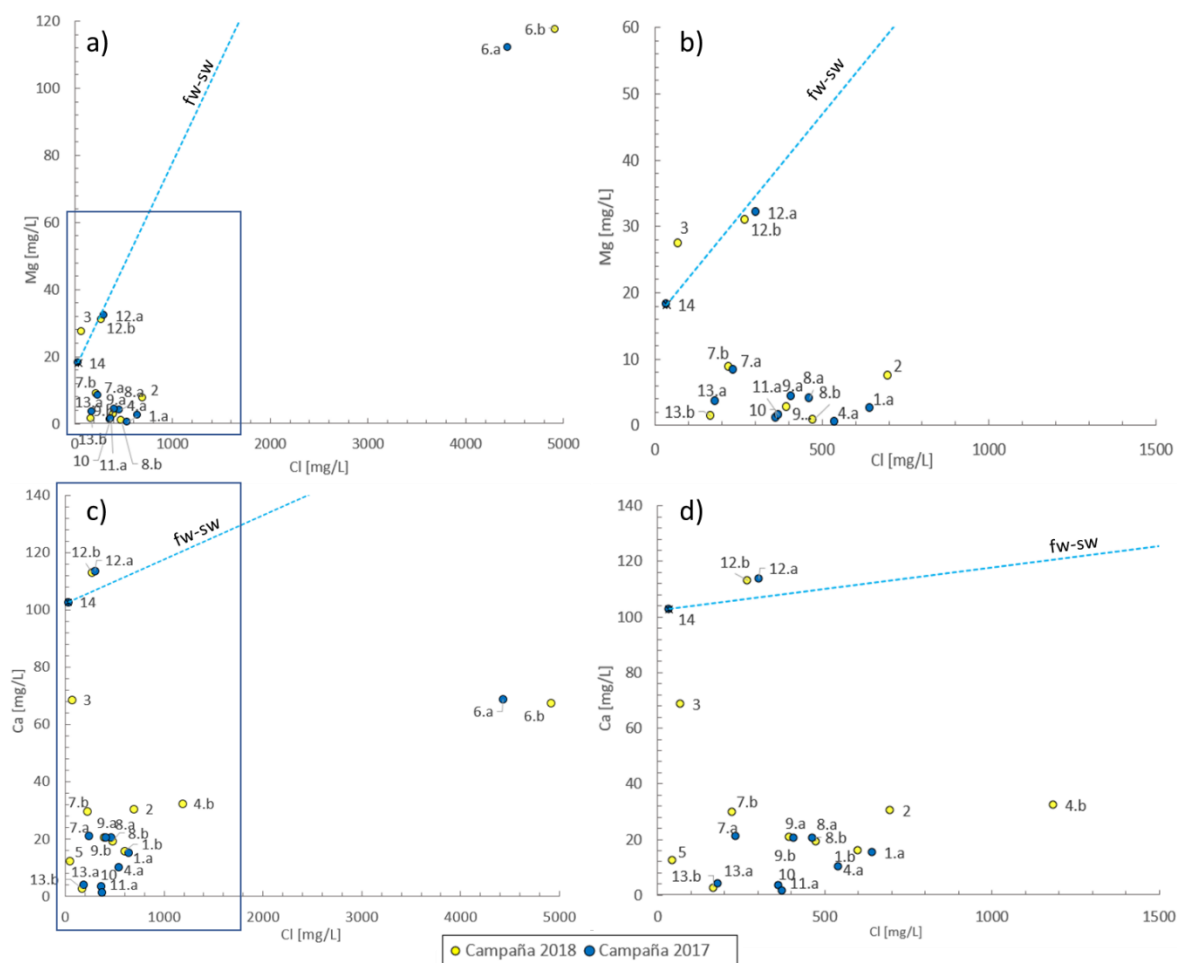 a)
120
100
80
60
40
20
0
Mg [mg/L]
fw-sw
6.b
6.a
3
12.a
12.b
14
7.b
7.a
8.a
2
13.a
9.a
4.a
9.b
1.a
13.b
10
11.a
8.b
0
1000
2000
3000
4000
5000
Cl [mg/L]
b)
60
50
40
30
20
10
0
Mg [mg/L]
fw-sw
3
12.a
12.b
14
7.b
7.a
2
13.a
11.a
9.a
8.a
8.b
1.a
13.b
10
9...
4.a
0
500
1000
1500
Cl [mg/L]
c)
140
120
100
80
60
40
20
0
Ca [mg/L]
fw-sw
12.b
12.a
14
3
6.a
6.b
7.b
2
4.b
7.a
9.a
8.a
8.b
5
9.b
1.b
1.a
13.a
10
4.a
13.b
11.a
0
1000
2000
3000
4000
5000
Cl [mg/L]
d)
140
120
100
80
60
40
20
0
Ca [mg/L]
fw-sw
12.b
12.a
14
3
7.b
2
4.b
7.a
9.a
8.a
8.b
5
9.b
1.b
1.a
13.a
10
4.a
13.b
11.a
0
500
1000
1500
Cl [mg/L]
Campaña 2018 Campaña 2017